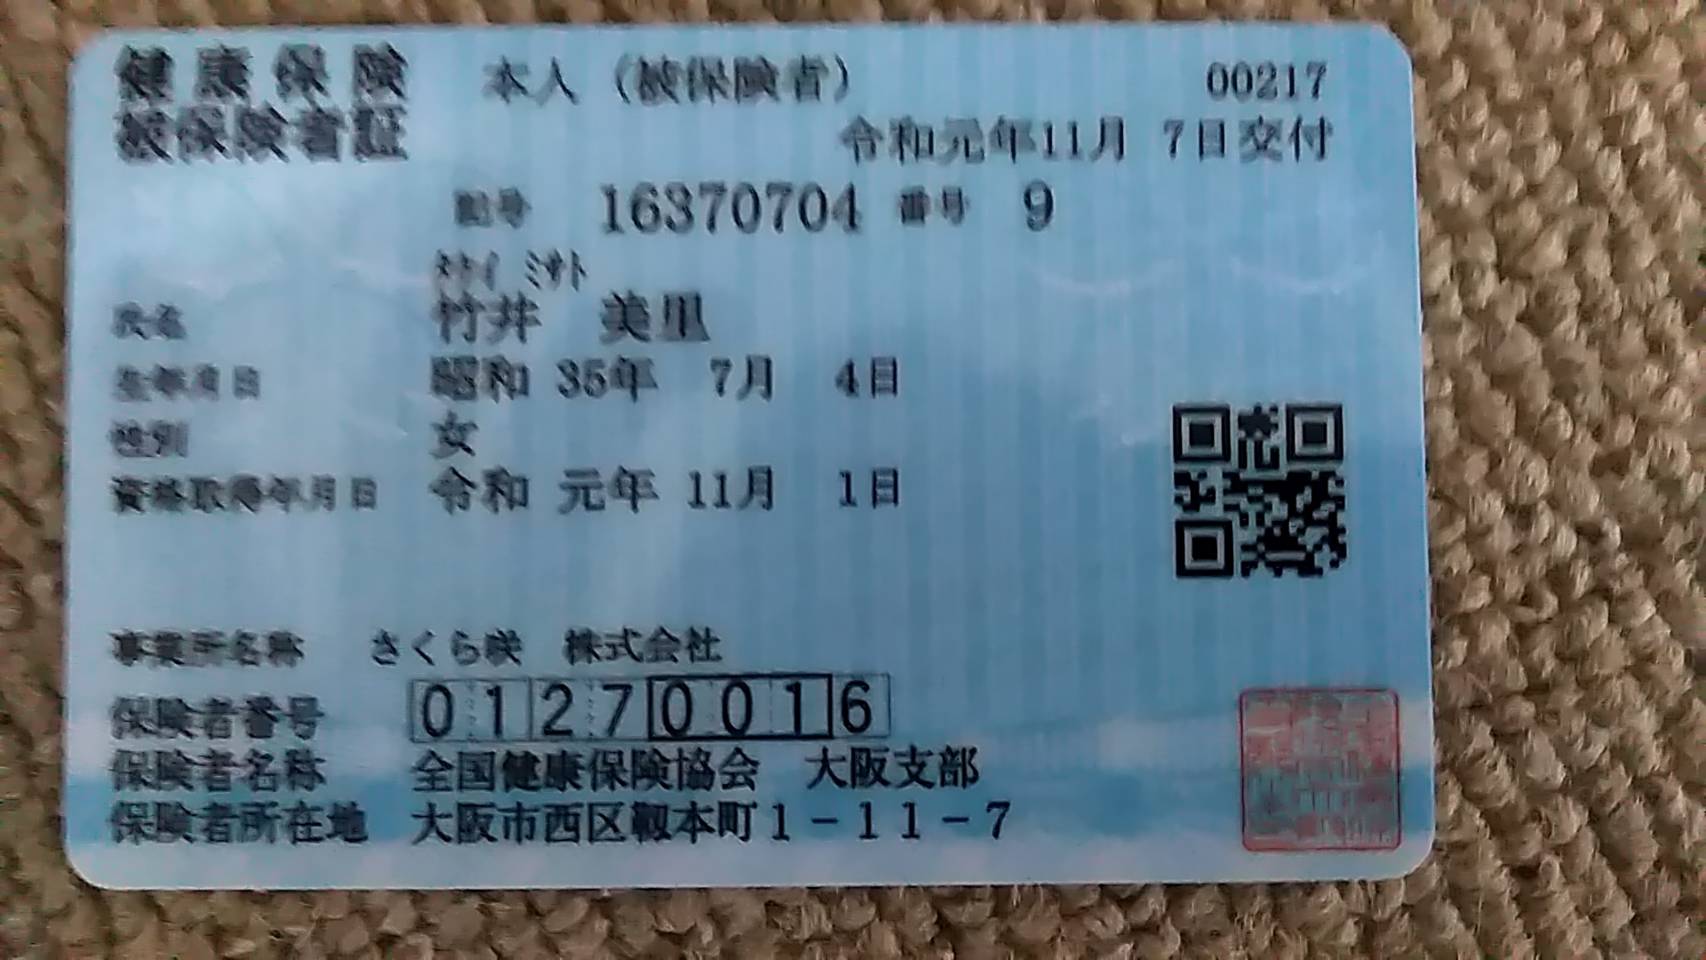 健康保険 本人（被保険者） 00217
被保険者証 令和元年11月 7日交付
記号 16370704 番号 9
タケイ ミサト
氏名 竹井 美里
生年月日 昭和 35年 7月 4日
性別 女
資格取得年月日 令和 元年 11月 1日
事業所名称 さくら咲 株式会社
保険者番号 01270016
保険者名称 全国健康保険協会 大阪支部
保険者所在地 大阪市西区靱本町1－11－7